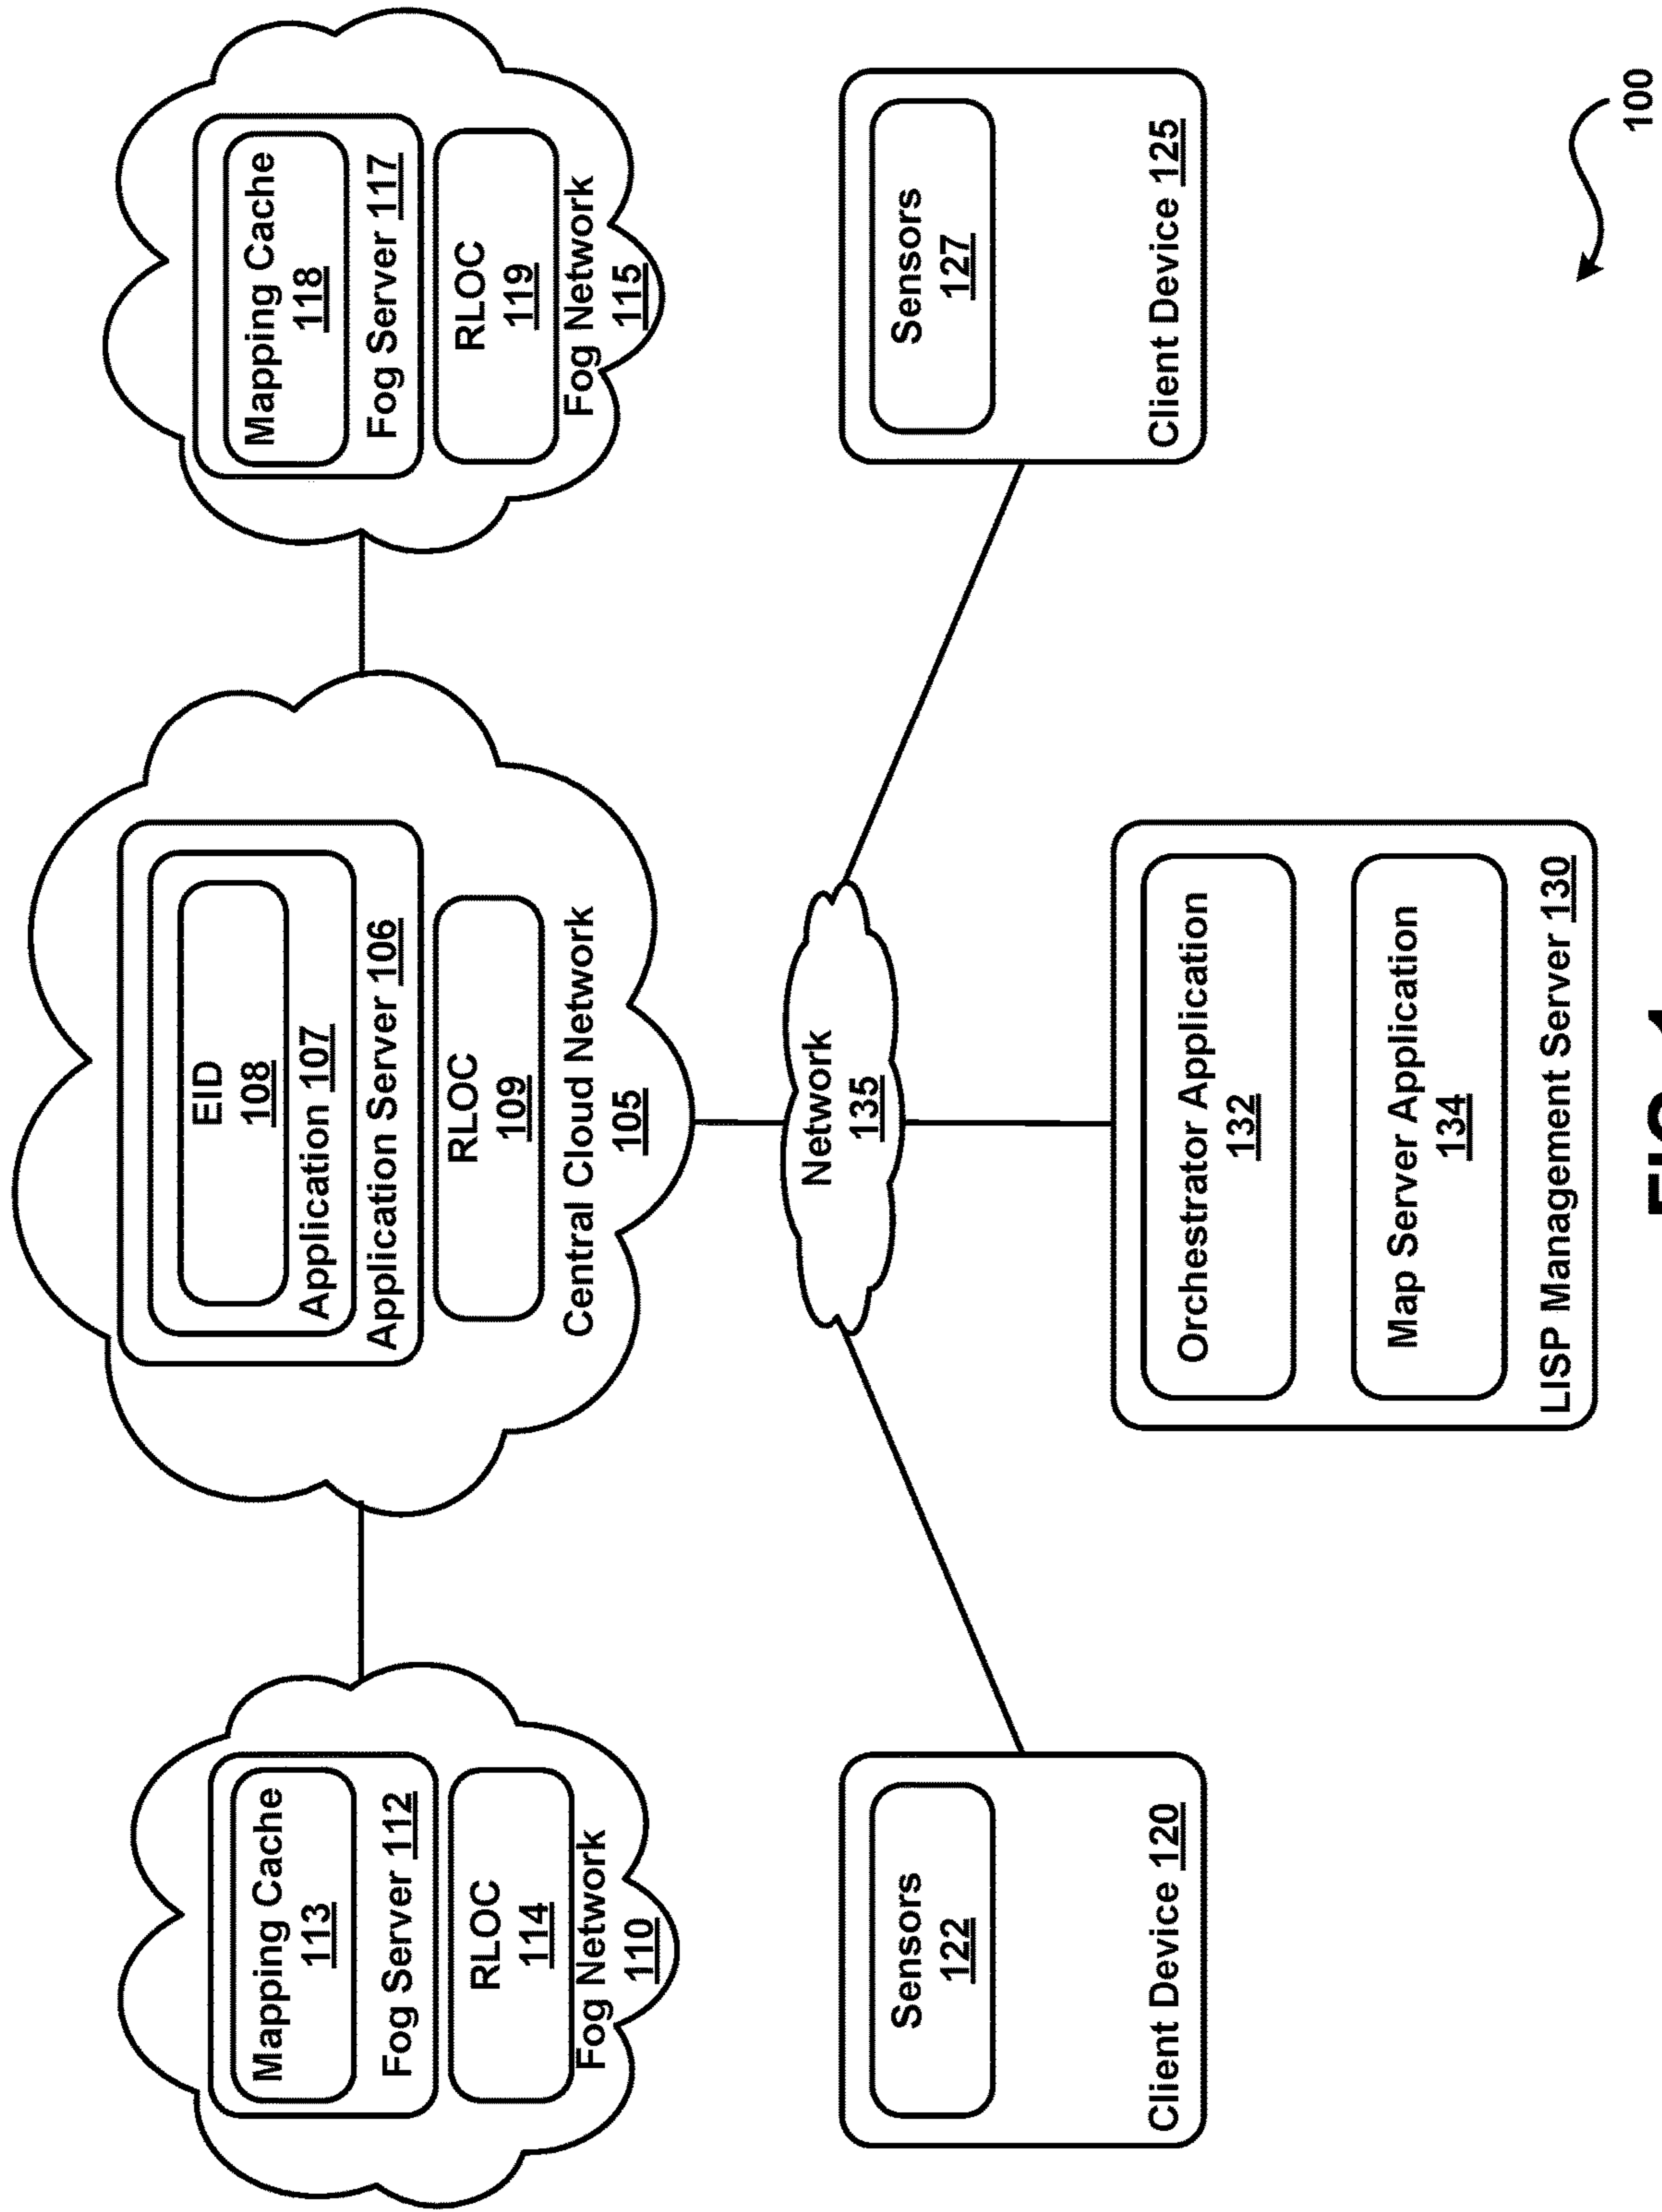 Mapping Cache
113
Fog Server 112
RLOC
114
Fog Network
110
EID
108
Application 107
Application Server 106
RLOC
109
Central Cloud Network
105
Mapping Cache
118
Fog Server 117
RLOC
119
Fog Network
115
Network
135
Sensors
122
Client Device 120
Orchestrator Application
132
Map Server Application
134
LISP Management Server 130
Sensors
127
Client Device 125
100